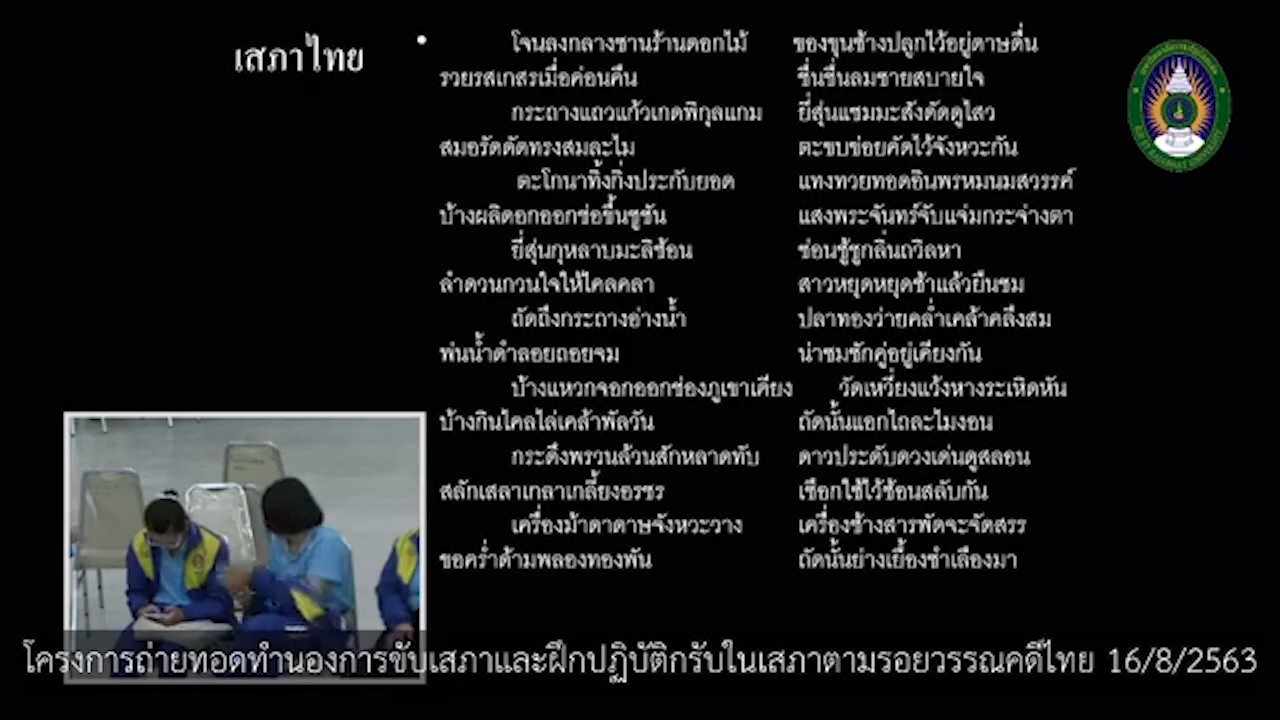 เสภาไทย
• โจนลงกลางชานร้านดอกไม้ ของขุนช้างปลูกไว้อยู่ดาษดื่น
รวยรสเกสรเมื่อค่อนคืน ชื่นชื่นลมชายสบายใจ
กระถางแถวแก้วเกดพิกุลแกม ยี่สุ่นแซมมะสังดัดดูไสว
สมอรัดดัดทรงสมละไม ตะขบข่อยคัดไว้จังหวะกัน
ตะโกนาทิ้งกิ่งประกับยอด แทงทวยทอดอินพรหมนมสวรรค์
บ้างผลิดอกออกช่อขึ้นชูชัน แสงพระจันทร์จับแจ่มกระจ่างตา
ยี่สุ่นกุหลาบมะลิซ้อน ซ่อนชู้ชูกลิ่นถวิลหา
ลำดวนกวนใจให้ไคลคลา สาวหยุดหยุดช้าแล้วยืนชม
ถัดถึงกระถางอ่างน้ำ ปลาทองว่ายคล่ำเคล้าคลึงสม
พ่นน้ำดำลอยถอยจม น่าชมชักคู่อยู่เคียงกัน
บ้างแหวกจอกออกช่องภูเขาเคียง วัดเหวี่ยงแว้งหางระเหิดหัน
บ้างกินไคลไล่เคล้าพัลวัน ถัดนั้นแอกไถละไมงอน
กระดึงพรวนล้วนสักหลาดทับ ดาวประดับดวงเด่นดูสลอน
สลักเสลาเกลาเกลี้ยงอรชร เชือกใช้ไว้ซ้อนสลับกัน
เครื่องม้าดาดาษจังหวะวาง เครื่องช้างสารพัดจะจัดสรร
ขอคร่ำด้ามพลองทองพัน ถัดนั้นย่างเยื้องชำเลืองมา
โครงการถ่ายทอดทำนองการขับเสภาและฝึกปฏิบัติกรับในเสภาตามรอยวรรณคดีไทย 16/8/2563